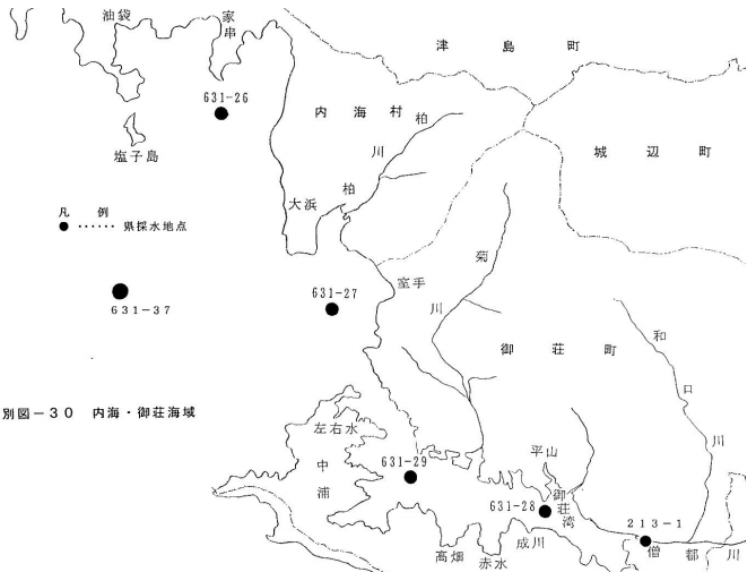 油袋
家串
津島町
631-26
内海村
柏川
塩子島
城辺町
大浜
柏
凡例
●‥‥‥県採水地点
菊川
室手
631-37
631-27
御荘町
和口川
別図－30 内海・御荘海域
左右水
中浦
平山
631-29
御荘湾
631-28
213-1
高畑
赤水
成川
僧都川